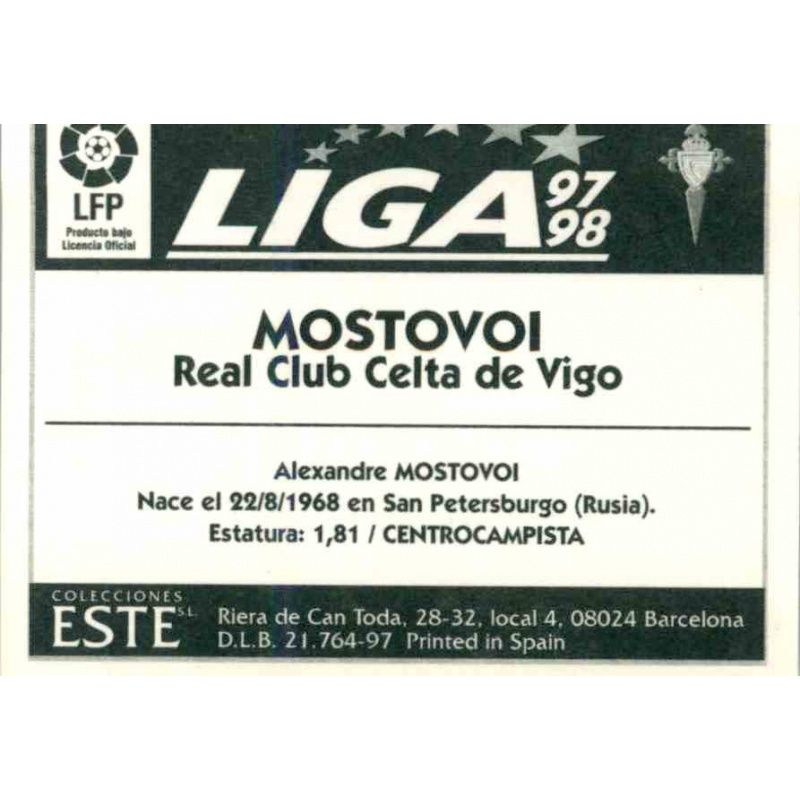 LFP
Producto bajo
Licencia Oficial
LIGA 97
98
MOSTOVOI
Real Club Celta de Vigo
Alexandre MOSTOVOI
Nace el 22/8/1968 en San Petersburgo (Rusia).
Estatura: 1,81 / CENTROCAMPISTA
COLECCIONES
ESTE S.L.
Riera de Can Toda, 28-32, local 4, 08024 Barcelona
D.L.B. 21.764-97 Printed in Spain